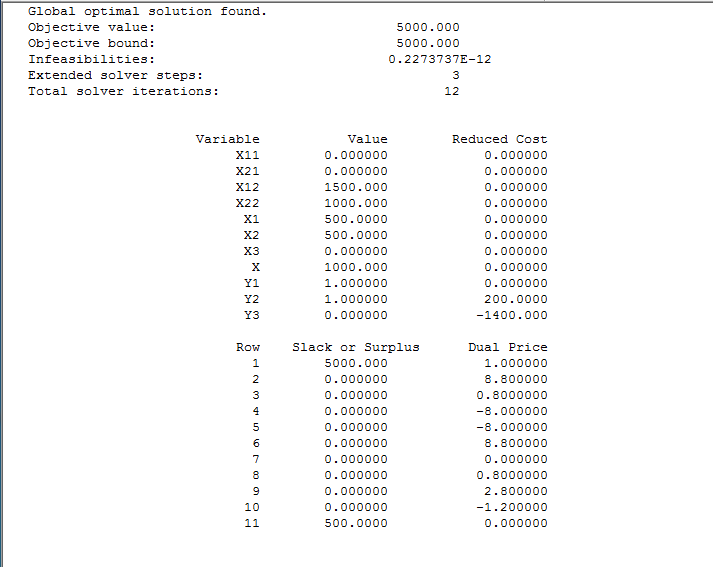 Global optimal solution found.
Objective value: 5000.000
Objective bound: 5000.000
Infeasibilities: 0.2273737E-12
Extended solver steps: 3
Total solver iterations: 12
Variable Value Reduced Cost
X11 0.000000 0.000000
X21 0.000000 0.000000
X12 1500.000 0.000000
X22 1000.000 0.000000
X1 500.0000 0.000000
X2 500.0000 0.000000
X3 0.000000 0.000000
X 1000.000 0.000000
Y1 1.000000 0.000000
Y2 1.000000 200.0000
Y3 0.000000 -1400.000
Row Slack or Surplus Dual Price
1 5000.000 1.000000
2 0.000000 8.800000
3 0.000000 0.8000000
4 0.000000 -8.000000
5 0.000000 -8.000000
6 0.000000 8.800000
7 0.000000 0.000000
8 0.000000 0.8000000
9 0.000000 2.800000
10 0.000000 -1.200000
11 500.0000 0.000000